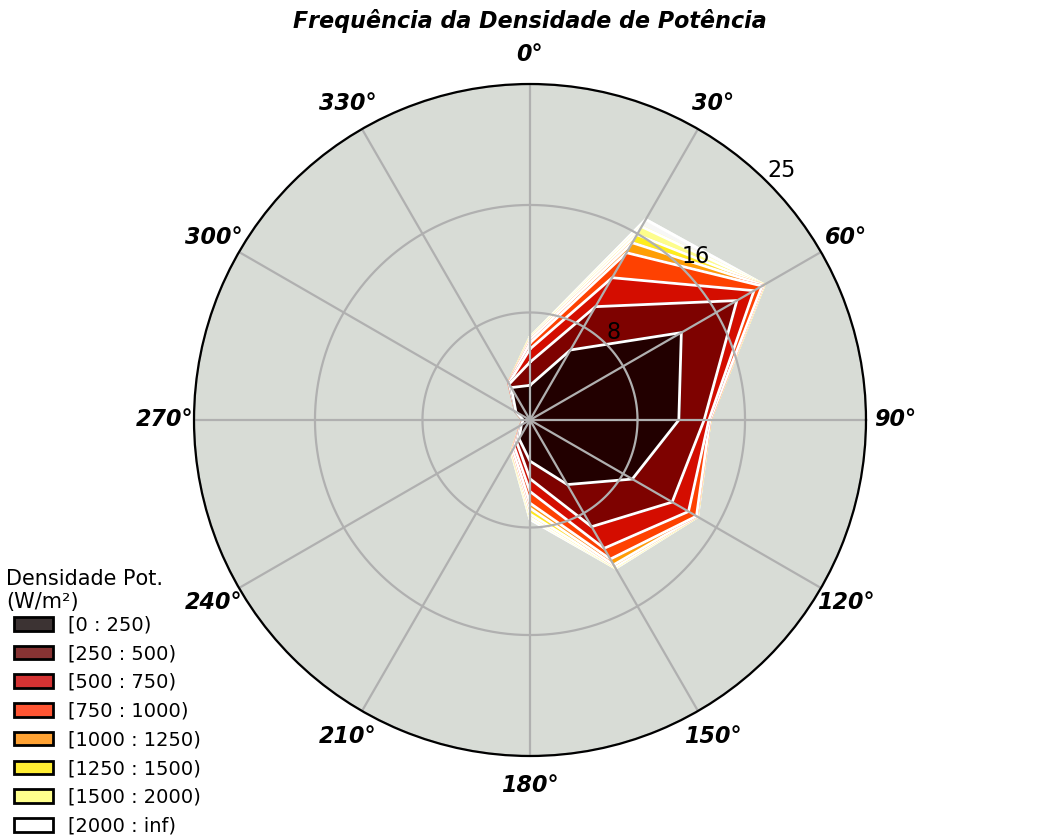 Frequência da Densidade de Potência
0°
330°
30°
25
300°
60°
16
8
270°
90°
240°
120°
210°
150°
180°
Densidade Pot.
(W/m²)
[0 : 250)
[250 : 500)
[500 : 750)
[750 : 1000)
[1000 : 1250)
[1250 : 1500)
[1500 : 2000)
[2000 : inf)